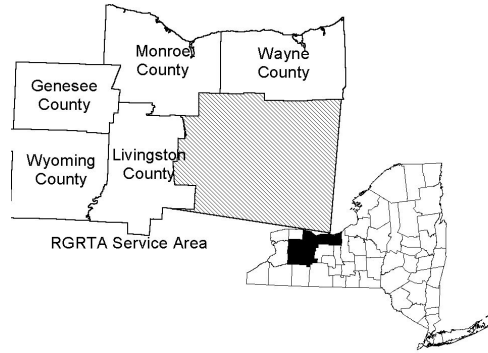 Monroe
County
Wayne
County
Genesee
County
Wyoming
County
Livingston
County
RGRTA Service Area